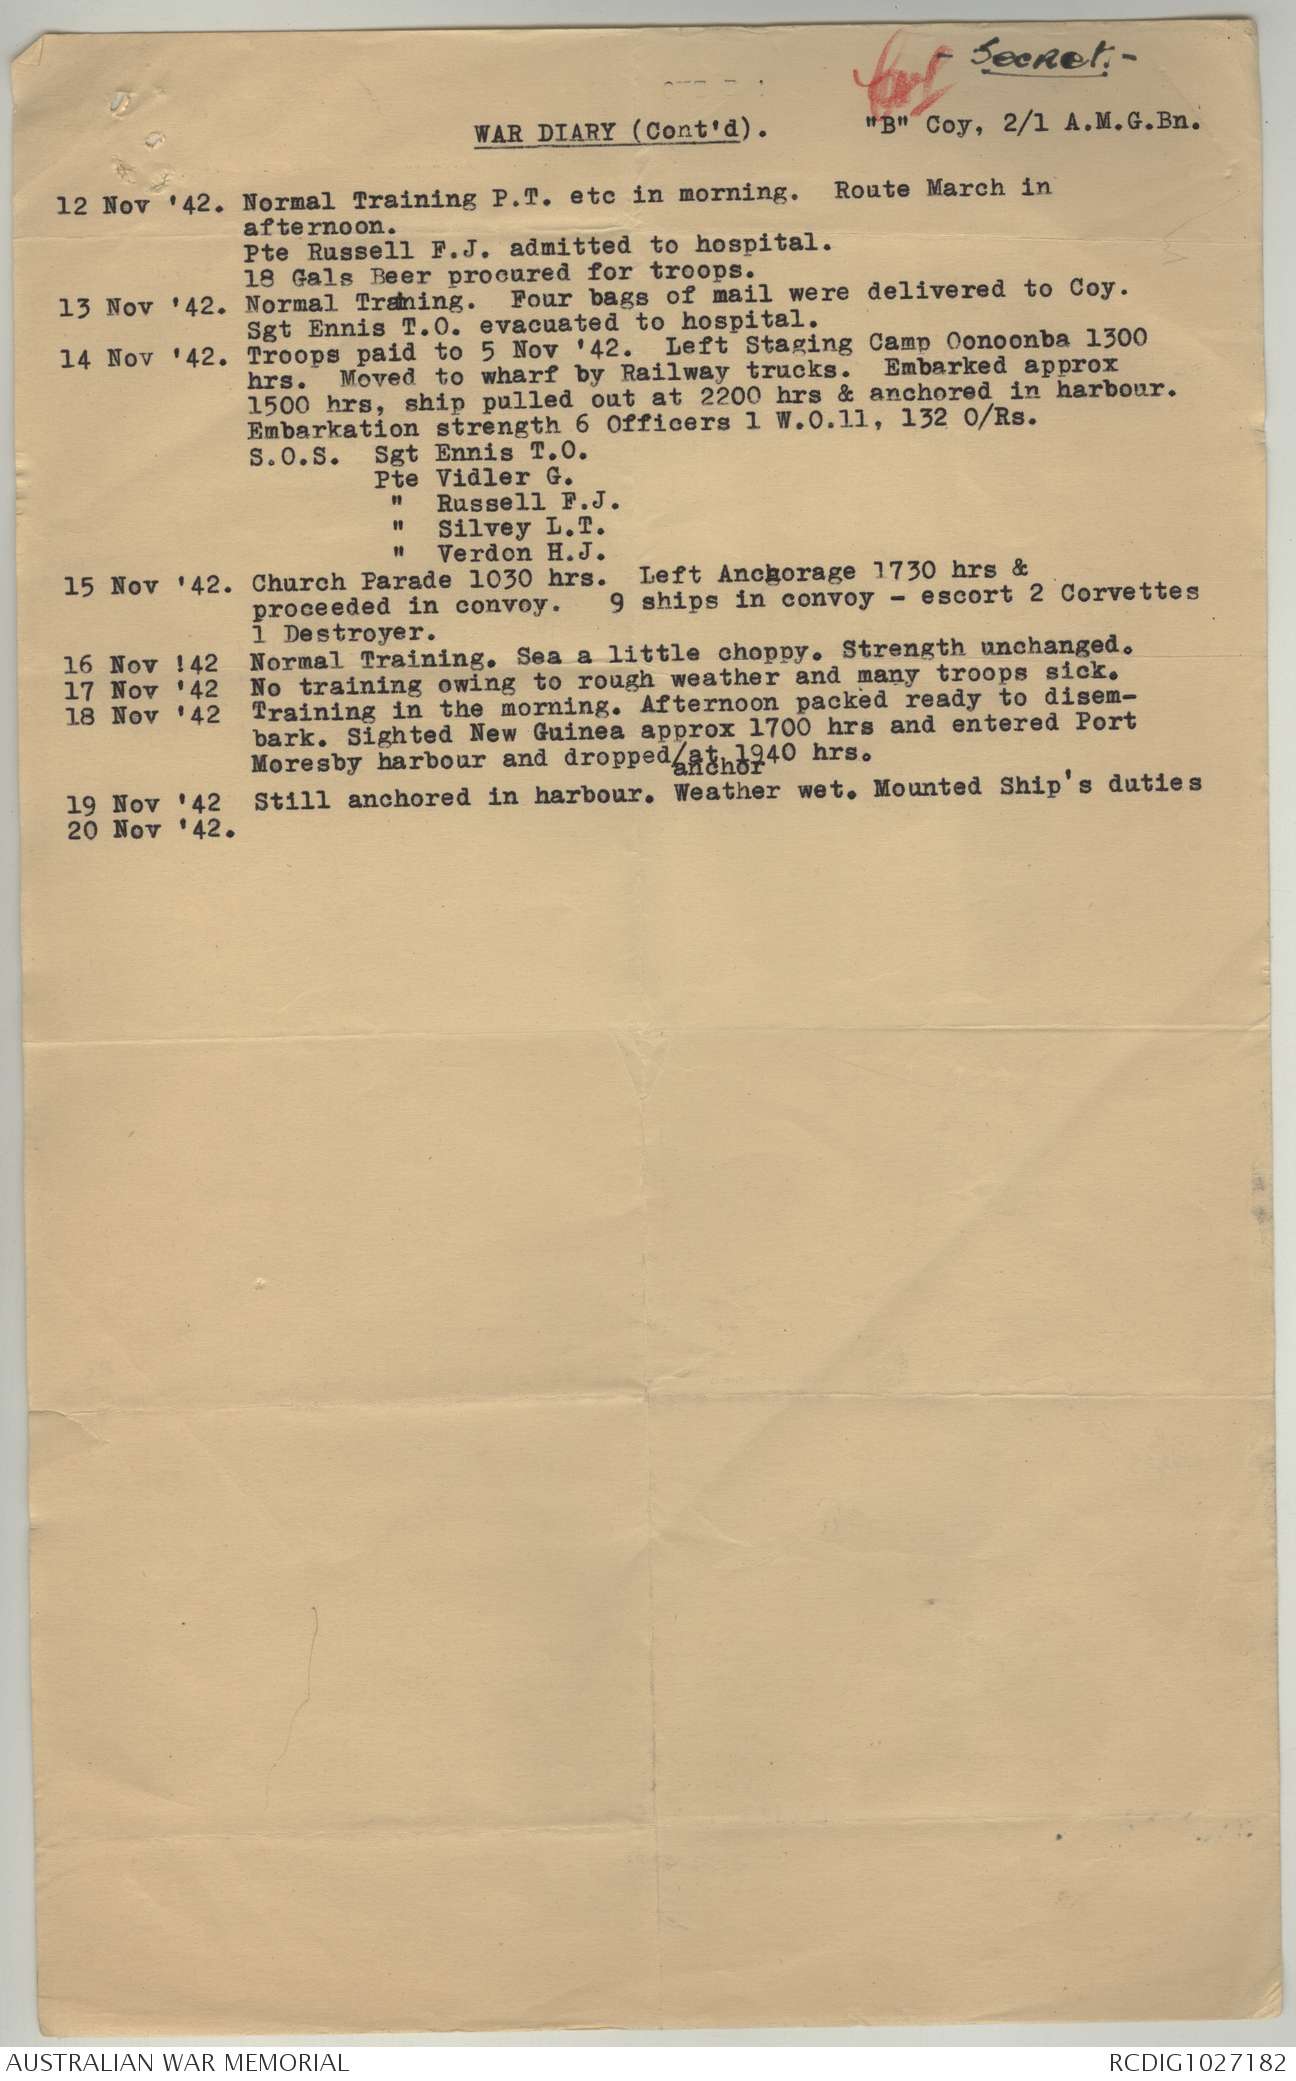 - Secret. -
WAR DIARY (Cont'd). "B" Coy, 2/1 A.M.G.Bn.
12 Nov '42. Normal Training P.T. etc in morning. Route March in
afternoon.
Pte Russell F.J. admitted to hospital.
18 Gals Beer procured for troops.
13 Nov '42. Normal Training. Four bags of mail were delivered to Coy.
Sgt Ennis T.O. evacuated to hospital.
14 Nov '42. Troops paid to 5 Nov '42. Left Staging Camp Oonoonba 1300
hrs. Moved to wharf by Railway trucks. Embarked approx
1500 hrs, ship pulled out at 2200 hrs & anchored in harbour.
Embarkation strength 6 Officers 1 W.O.11, 132 O/Rs.
S.O.S. Sgt Ennis T.O.
Pte Vidler G.
" Russell F.J.
" Silvey L.T.
" Verdon H.J.
15 Nov '42. Church Parade 1030 hrs. Left Anchorage 1730 hrs &
proceeded in convoy. 9 ships in convoy - escort 2 Corvettes
1 Destroyer.
16 Nov !42 Normal Training. Sea a little choppy. Strength unchanged.
17 Nov '42 No training owing to rough weather and many troops sick.
18 Nov '42 Training in the morning. Afternoon packed ready to disem-
bark. Sighted New Guinea approx 1700 hrs and entered Port
Moresby harbour and dropped/at 1940 hrs.
anchor
19 Nov '42 Still anchored in harbour. Weather wet. Mounted Ship's duties
20 Nov '42.
AUSTRALIAN WAR MEMORIAL RCDIG1027182